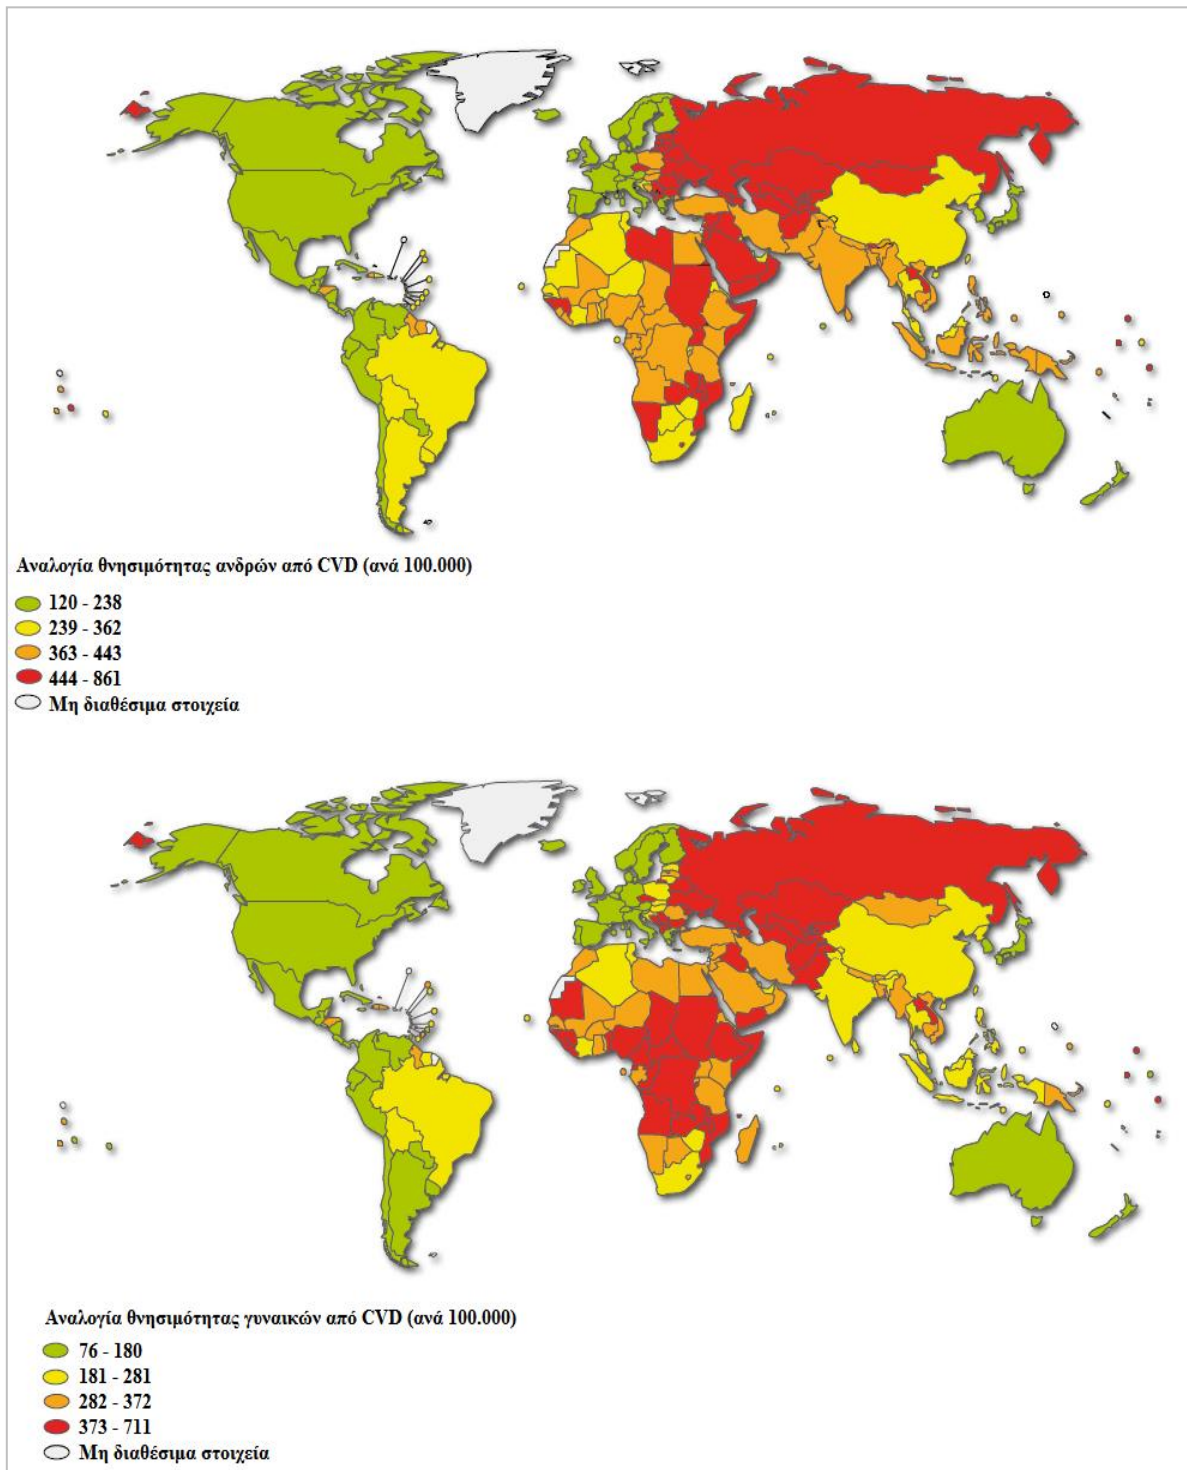 Αναλογία θνησιμότητας ανδρών από CVD (ανά 100.000)
120 - 238
239 - 362
363 - 443
444 - 861
Μη διαθέσιμα στοιχεία
Αναλογία θνησιμότητας γυναικών από CVD (ανά 100.000)
76 - 180
181 - 281
282 - 372
373 - 711
Μη διαθέσιμα στοιχεία